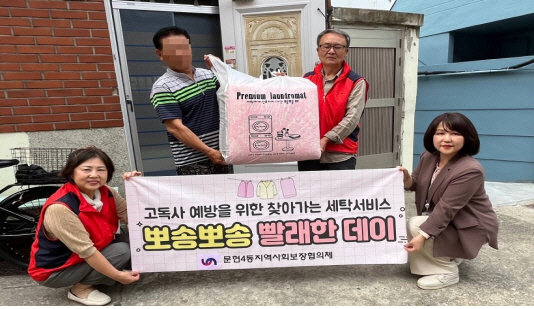 Premium laundromat
고독사 예방을 위한 찾아가는 세탁서비스
뽀송뽀송 빨래한 데이
문현4동지역사회보장협의체